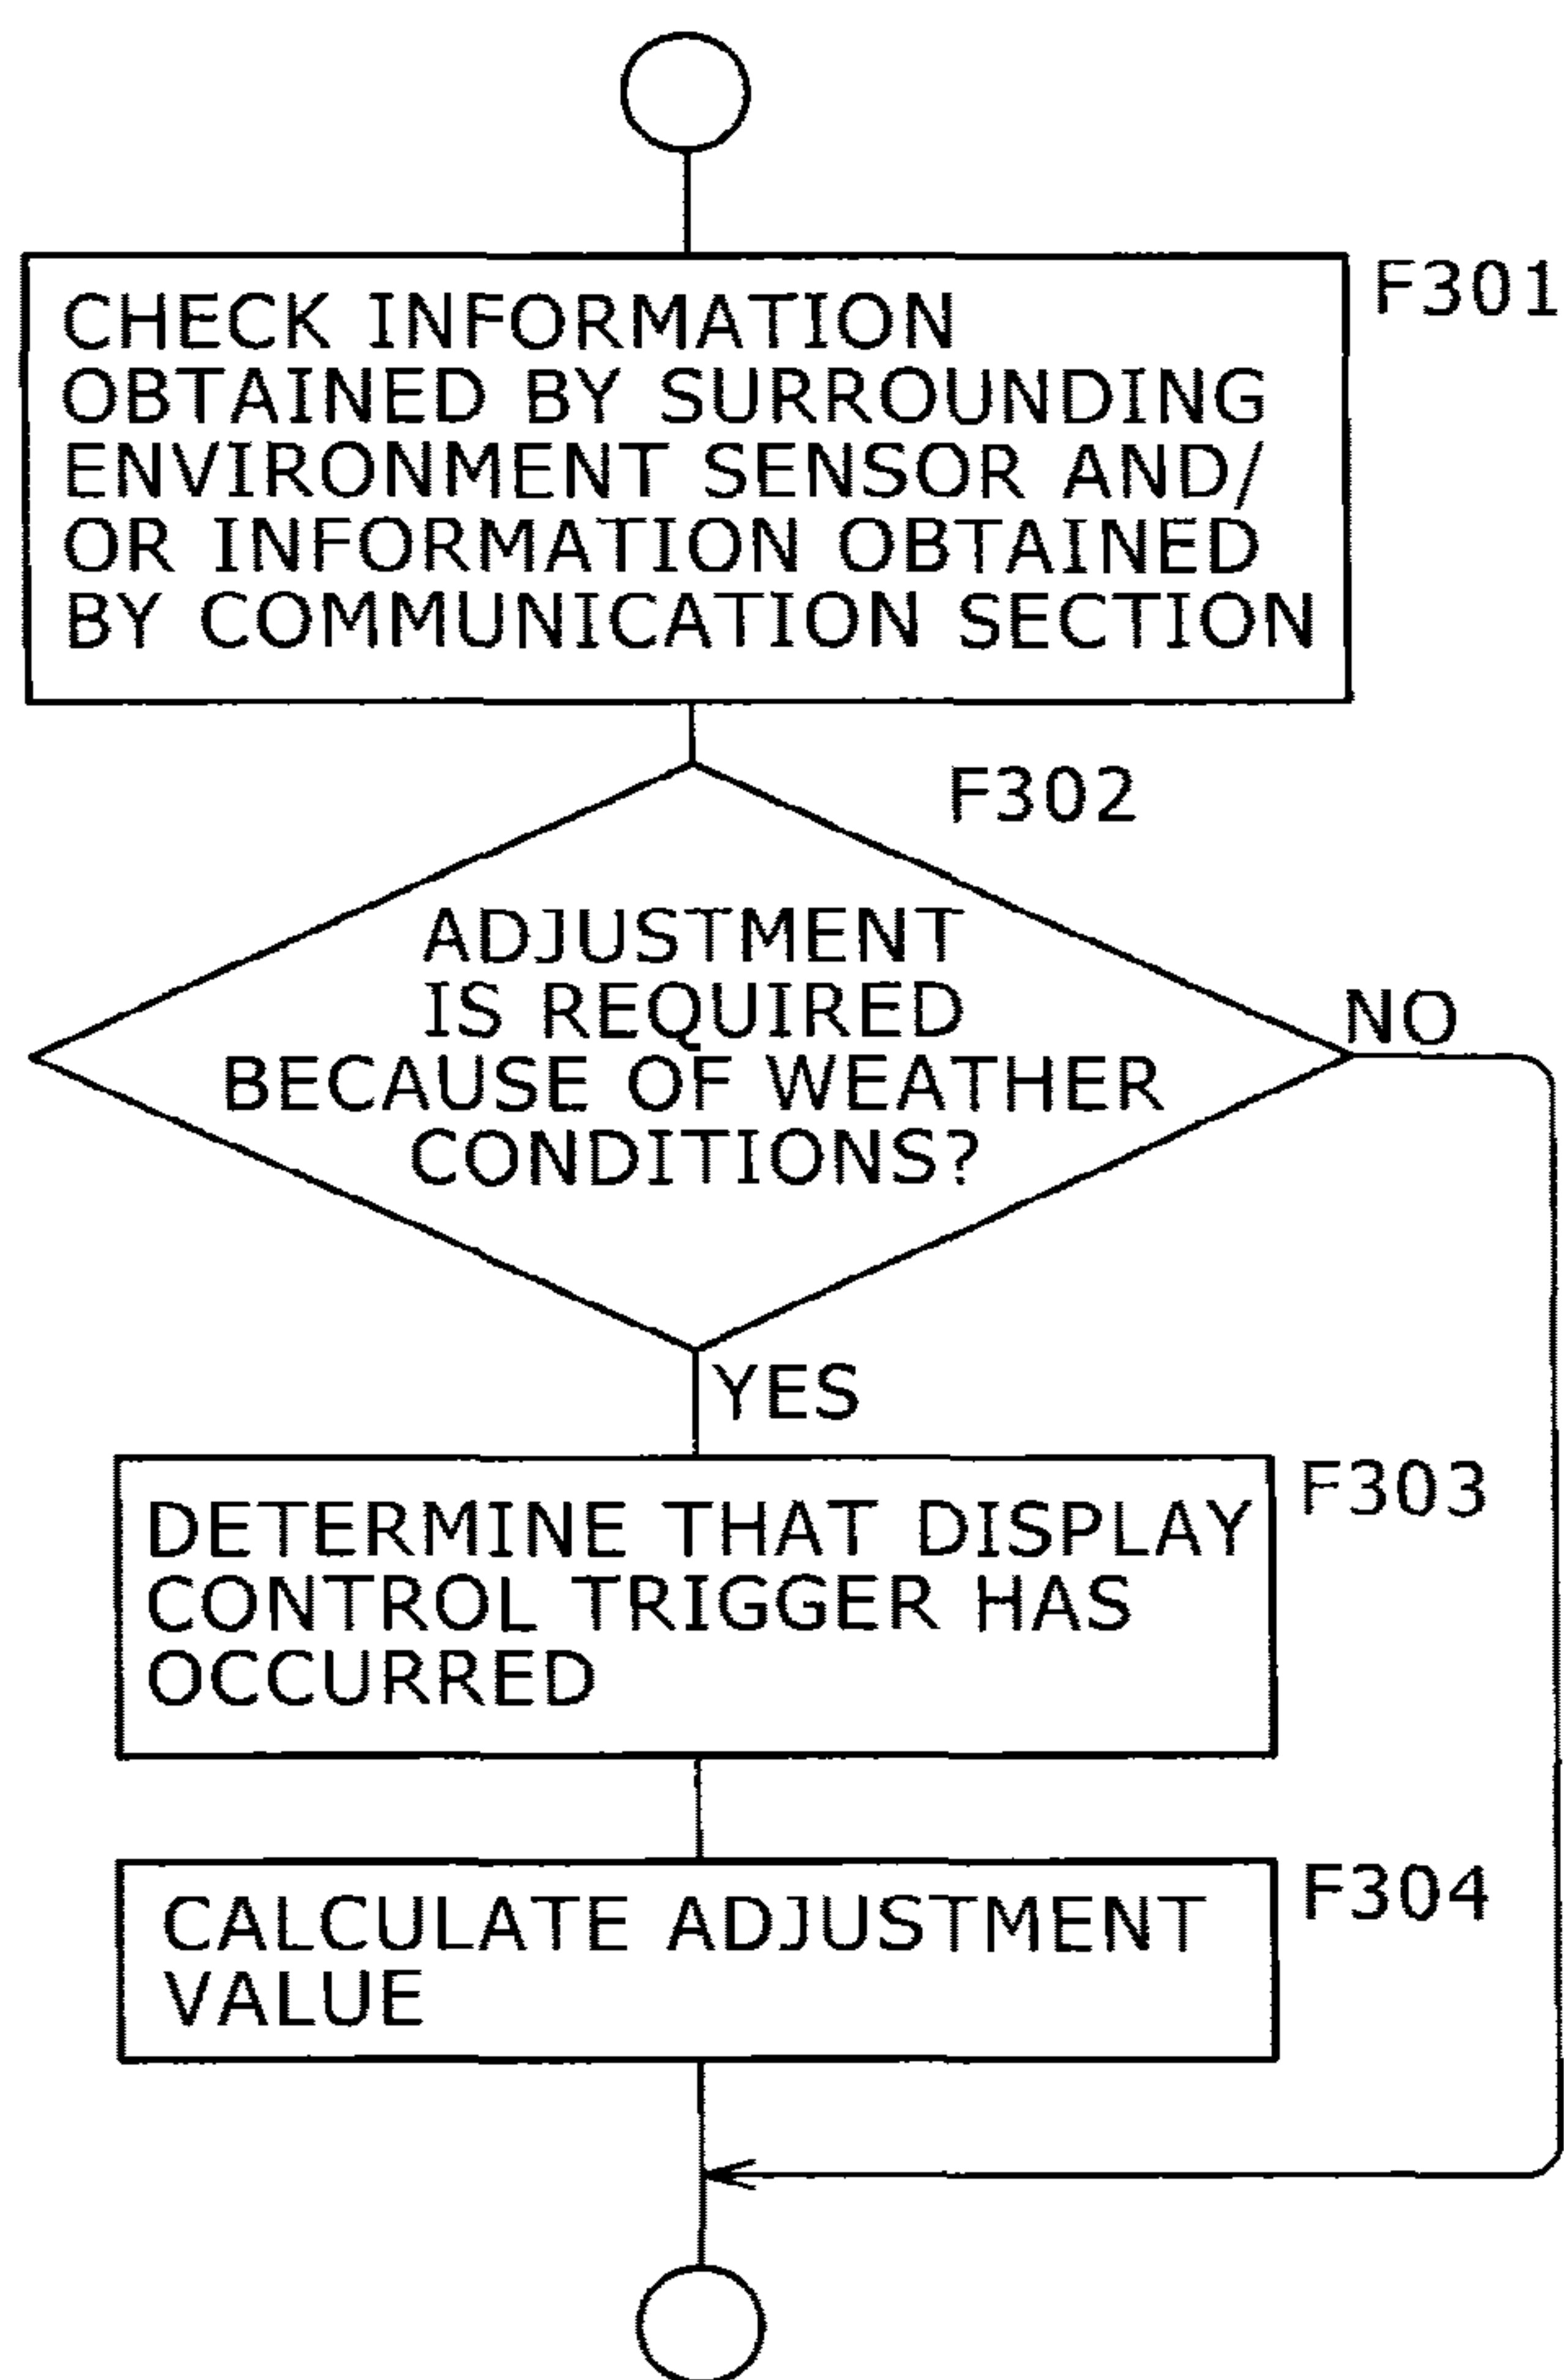 F301
CHECK INFORMATION
OBTAINED BY SURROUNDING
ENVIRONMENT SENSOR AND/
OR INFORMATION OBTAINED
BY COMMUNICATION SECTION
F302
ADJUSTMENT
IS REQUIRED
BECAUSE OF WEATHER
CONDITIONS?
NO
YES
F303
DETERMINE THAT DISPLAY
CONTROL TRIGGER HAS
OCCURRED
F304
CALCULATE ADJUSTMENT
VALUE